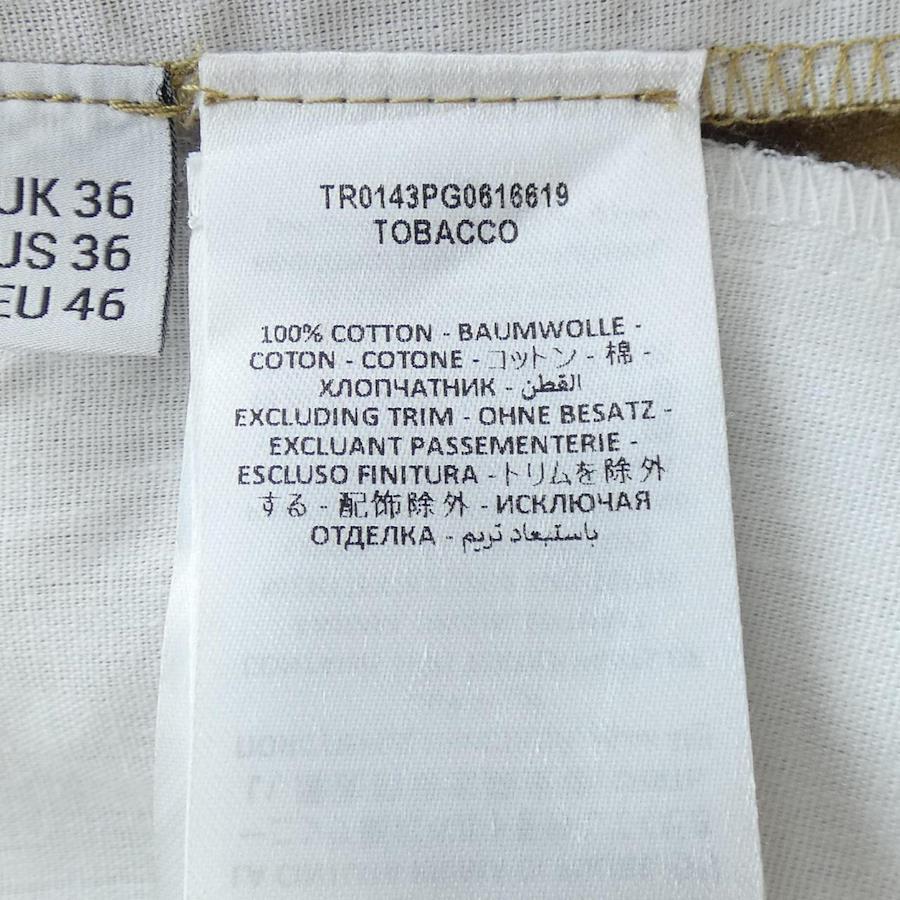 UK 36
US 36
EU 46
TR0143PG0616619
TOBACCO
100% COTTON - BAUMWOLLE -
COTON - COTONE - コットン - 棉 -
ХЛОПЧАТНИК - القطن
EXCLUDING TRIM - OHNE BESATZ -
EXCLUANT PASSEMENTERIE -
ESCLUSO FINITURA - トリムを除外
する - 配饰除外 - ИСКЛЮЧАЯ
ОТДЕЛКА - باستبعاد تريم